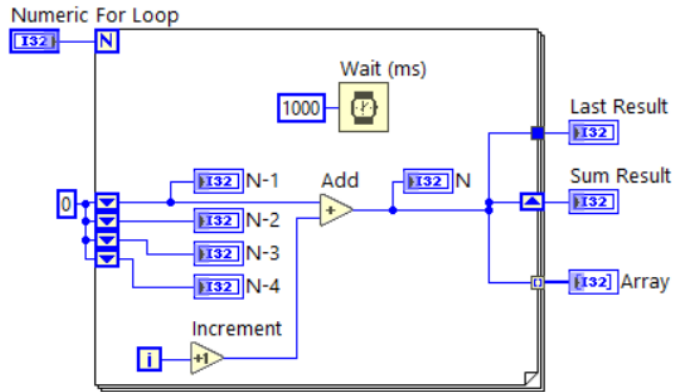 Numeric For Loop
I32 N
Wait (ms)
1000
Last Result
I32
I32 N-1
Add
I32 N
Sum Result
0
+
I32
I32 N-2
I32 N-3
I32 N-4
[I32] Array
Increment
i +1